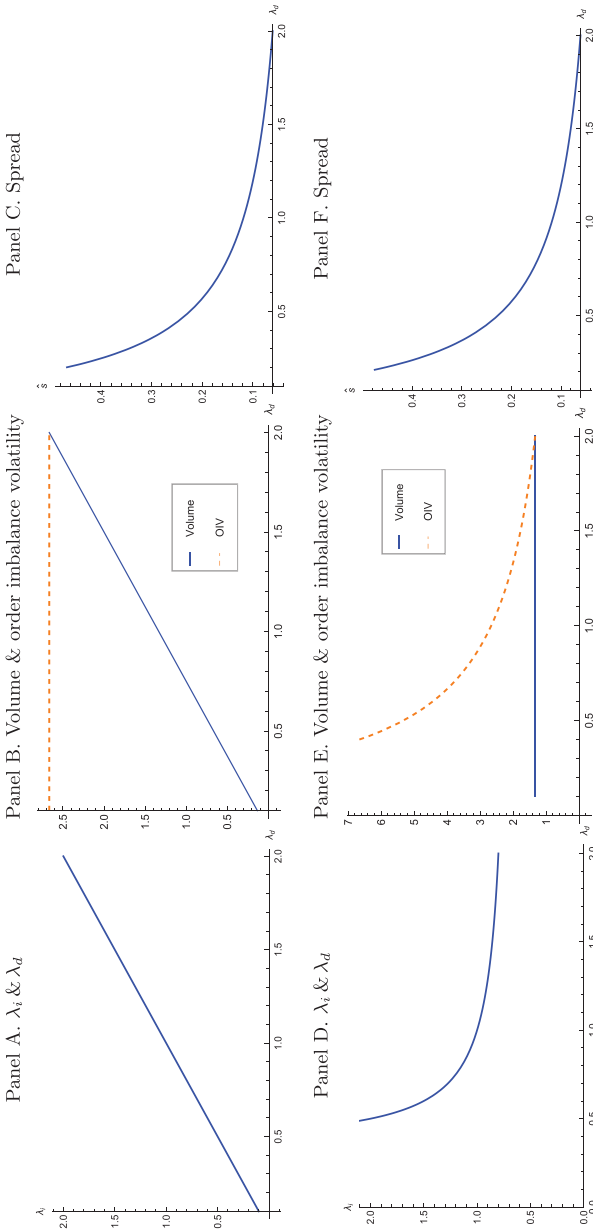 Panel A. λi & λd
λi
2.0
1.5
1.0
0.5
0.5 1.0 1.5 2.0
λd
Panel B. Volume & order imbalance volatility
2.5
2.0
1.5
1.0
0.5
Volume
OIV
0.5 1.0 1.5 2.0
λd
Panel C. Spread
ŝ
0.4
0.3
0.2
0.1
0.5 1.0 1.5 2.0
λd
Panel D. λi & λd
λi
2.0
1.5
1.0
0.5
0.0
0.0 0.5 1.0 1.5 2.0
λd
Panel E. Volume & order imbalance volatility
7
6
5
4
3
2
1
Volume
OIV
0.5 1.0 1.5 2.0
λd
Panel F. Spread
ŝ
0.4
0.3
0.2
0.1
0.5 1.0 1.5 2.0
λd